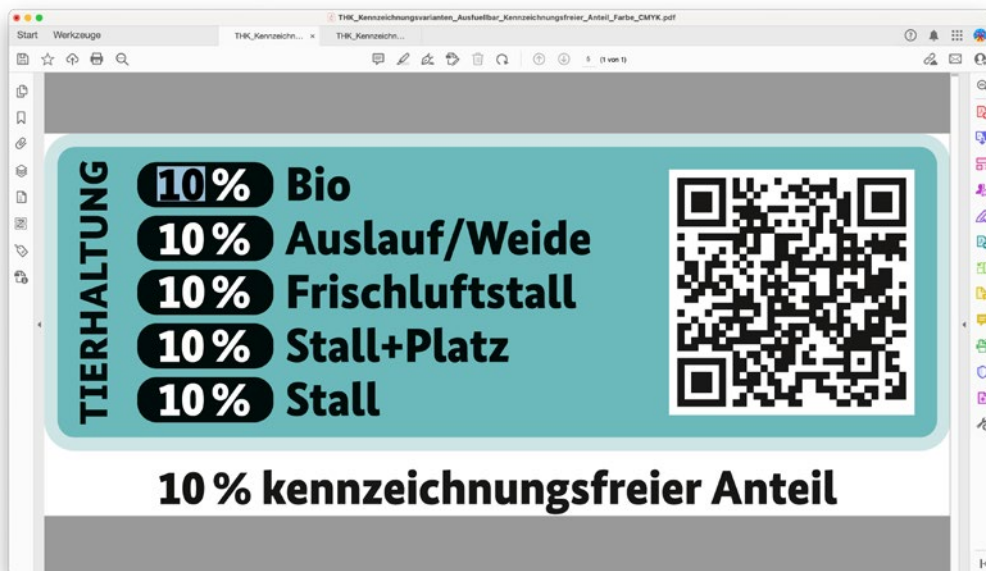 THK_Kennzeichnungsvarianten_Ausfuellbar_Kennzeichnungsfreier_Anteil_Farbe_CMYK.pdf
Start Werkzeuge THK_Kennzeichn... × THK_Kennzeichn...
(1 von 1)
TIERHALTUNG
10 % Bio
10 % Auslauf/Weide
10 % Frischluftstall
10 % Stall+Platz
10 % Stall
10 % kennzeichnungsfreier Anteil